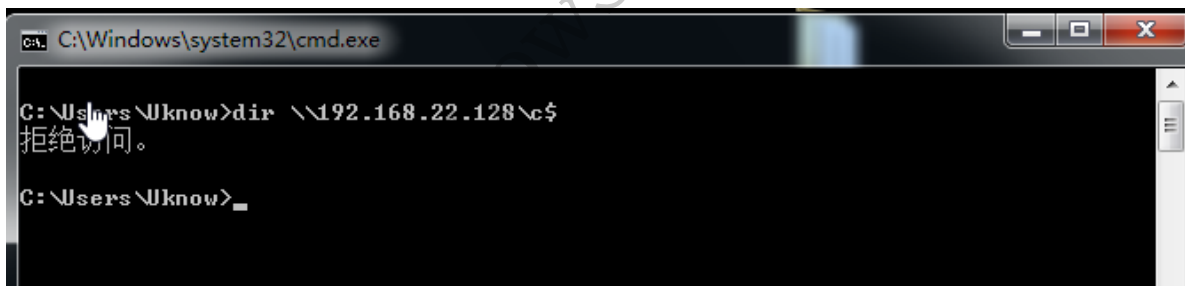 C:\Windows\system32\cmd.exe
C:\Users\Uknow>dir \\192.168.22.128\c$
拒绝访问。
C:\Users\Uknow>